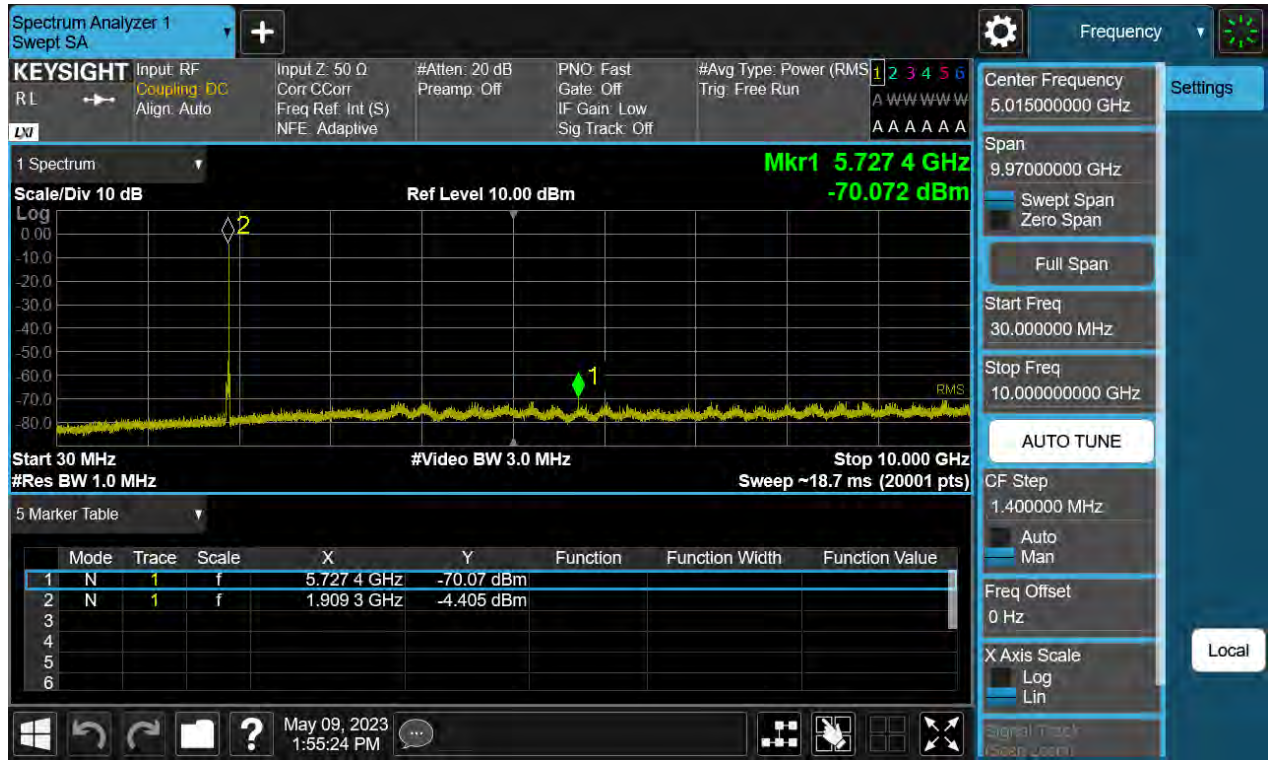 Spectrum Analyzer 1
Swept SA
Frequency
KEYSIGHT
RL
LXI
Input: RF
Coupling: DC
Align: Auto
Input Z: 50 Ω
Corr CCorr
Freq Ref: Int (S)
NFE: Adaptive
#Atten: 20 dB
Preamp: Off
PNO: Fast
Gate: Off
IF Gain: Low
Sig Track: Off
#Avg Type: Power (RMS
Trig: Free Run
1 2 3 4 5 6
A W W W W W
A A A A A A
1 Spectrum
Scale/Div 10 dB
Ref Level 10.00 dBm
Mkr1 5.727 4 GHz
-70.072 dBm
Log
0.00
-10.0
-20.0
-30.0
-40.0
-50.0
-60.0
-70.0
-80.0
2
1
RMS
Start 30 MHz
#Video BW 3.0 MHz
Stop 10.000 GHz
#Res BW 1.0 MHz
Sweep ~18.7 ms (20001 pts)
5 Marker Table
Mode Trace Scale X Y Function Function Width Function Value
1 N 1 f 5.727 4 GHz -70.07 dBm
2 N 1 f 1.909 3 GHz -4.405 dBm
3
4
5
6
May 09, 2023
1:55:24 PM
Center Frequency
5.015000000 GHz
Span
9.97000000 GHz
Swept Span
Zero Span
Full Span
Start Freq
30.000000 MHz
Stop Freq
10.000000000 GHz
AUTO TUNE
CF Step
1.400000 MHz
Auto
Man
Freq Offset
0 Hz
X Axis Scale
Log
Lin
Signal Track
(Span Zoom)
Settings
Local